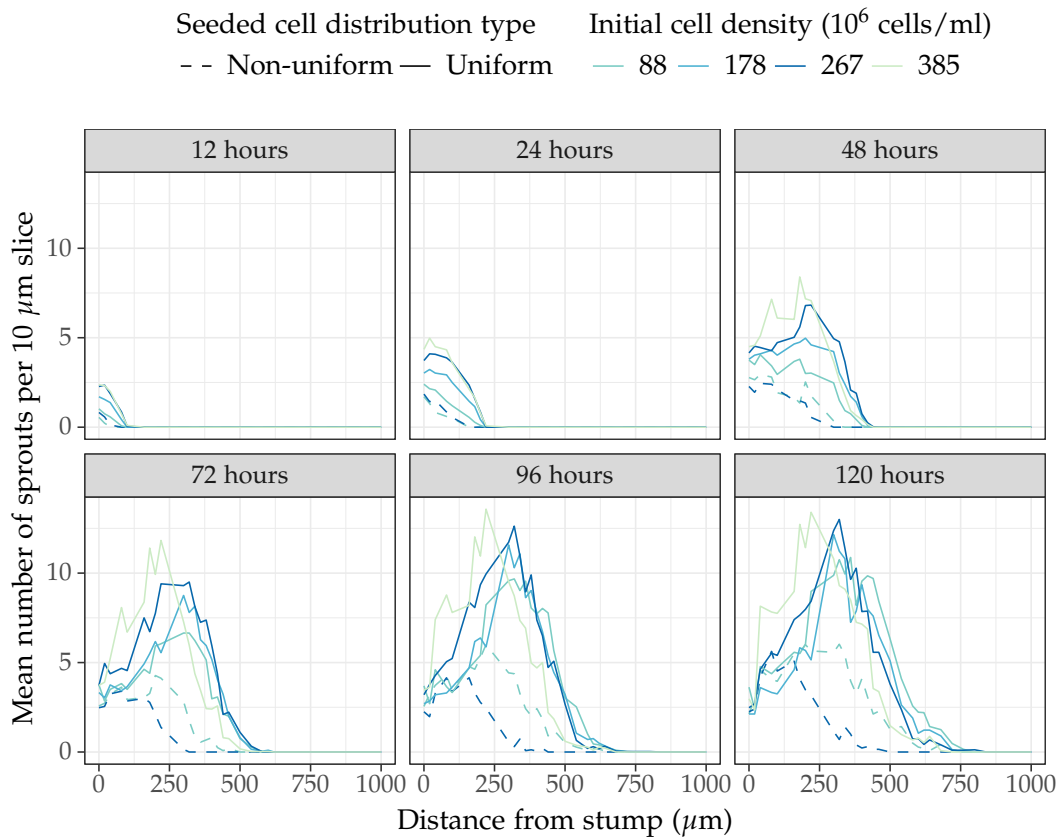 Seeded cell distribution type
Non-uniform Uniform
Initial cell density (10⁶ cells/ml)
88 178 267 385
Mean number of sprouts per 10 μm slice
12 hours 24 hours 48 hours
10
5
0
72 hours 96 hours 120 hours
10
5
0
0 250 500 750 1000 0 250 500 750 1000 0 250 500 750 1000
Distance from stump (μm)